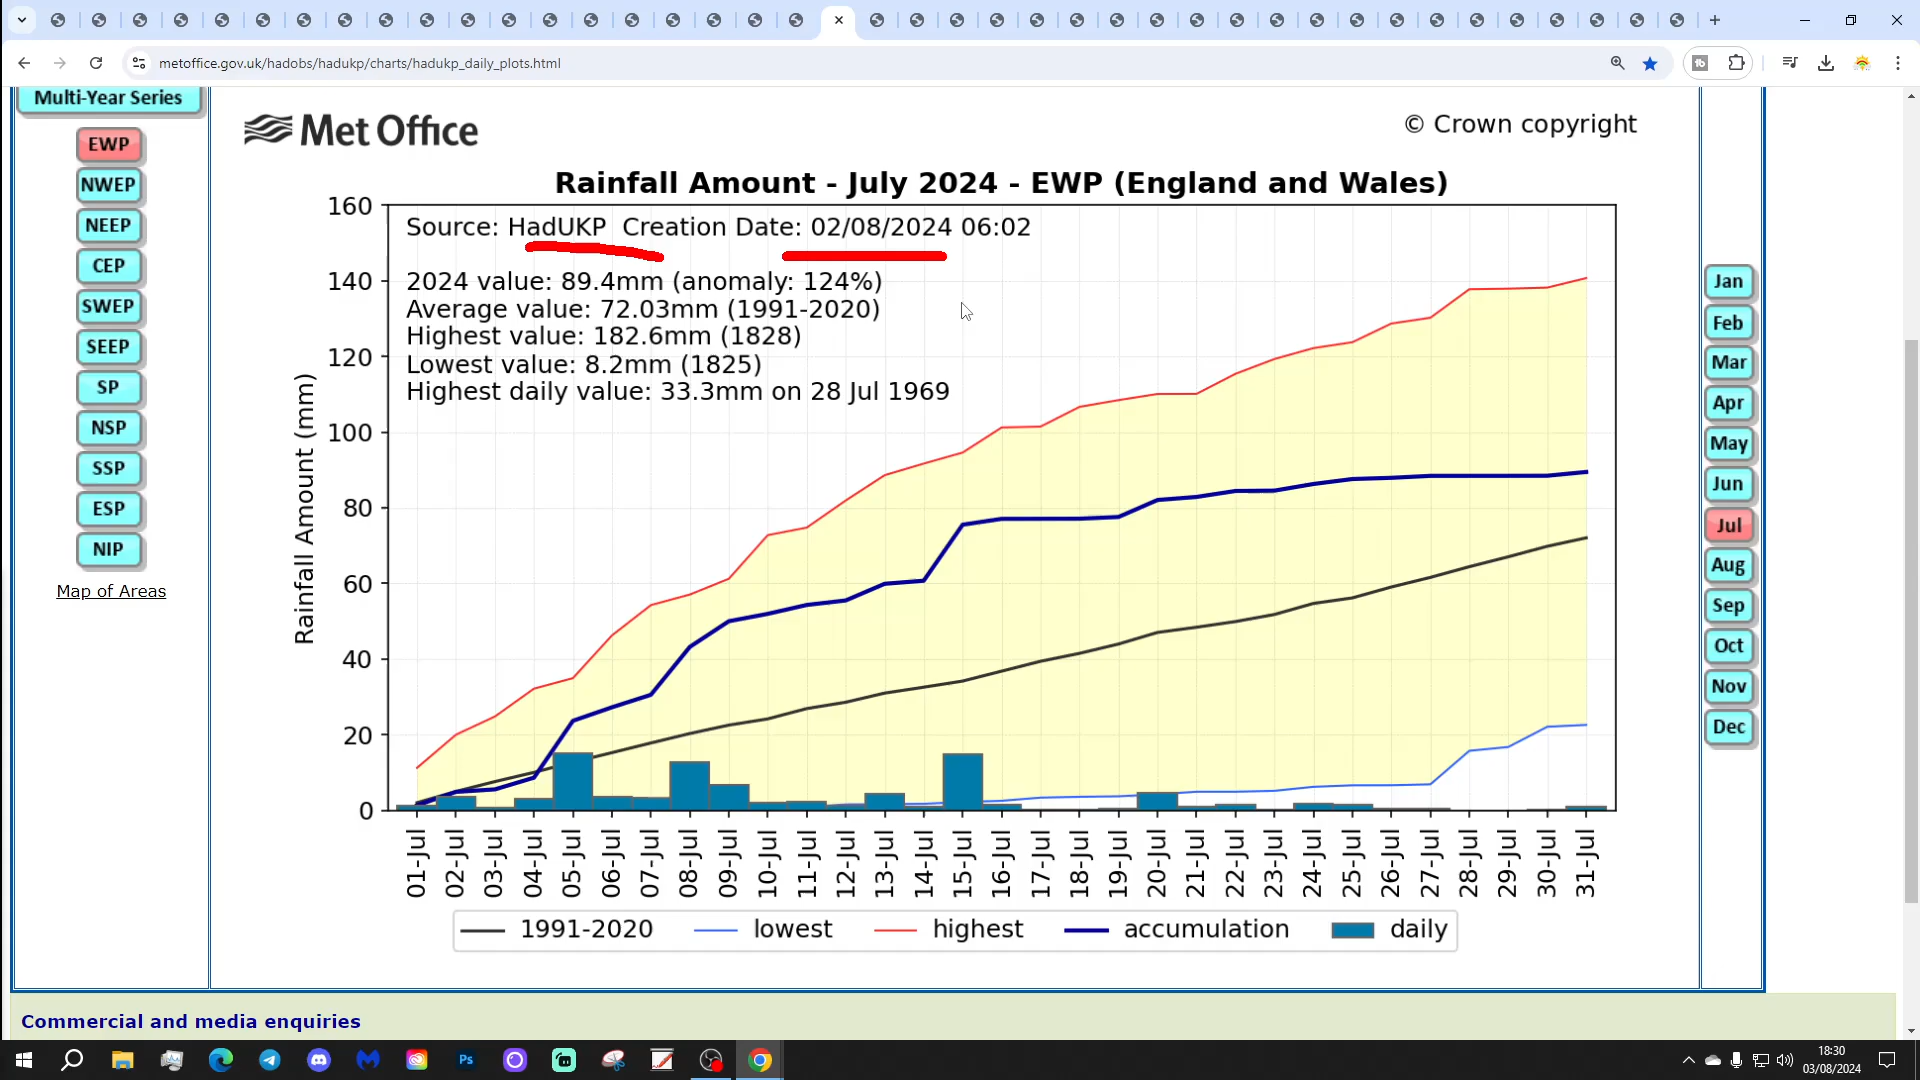 metoffice.gov.uk/hadobs/hadukp/charts/hadukp_daily_plots.html
Multi-Year Series
EWP
NWEP
NEEP
CEP
SWEP
SEEP
SP
NSP
SSP
ESP
NIP
Map of Areas
Met Office
© Crown copyright
Rainfall Amount - July 2024 - EWP (England and Wales)
Source: HadUKP Creation Date: 02/08/2024 06:02
2024 value: 89.4mm (anomaly: 124%)
Average value: 72.03mm (1991-2020)
Highest value: 182.6mm (1828)
Lowest value: 8.2mm (1825)
Highest daily value: 33.3mm on 28 Jul 1969
Rainfall Amount (mm)
160
140
120
100
80
60
40
20
0
01-Jul
02-Jul
03-Jul
04-Jul
05-Jul
06-Jul
07-Jul
08-Jul
09-Jul
10-Jul
11-Jul
12-Jul
13-Jul
14-Jul
15-Jul
16-Jul
17-Jul
18-Jul
19-Jul
20-Jul
21-Jul
22-Jul
23-Jul
24-Jul
25-Jul
26-Jul
27-Jul
28-Jul
29-Jul
30-Jul
31-Jul
1991-2020 lowest highest accumulation daily
Jan
Feb
Mar
Apr
May
Jun
Jul
Aug
Sep
Oct
Nov
Dec
Commercial and media enquiries
Ps
18:30
03/08/2024